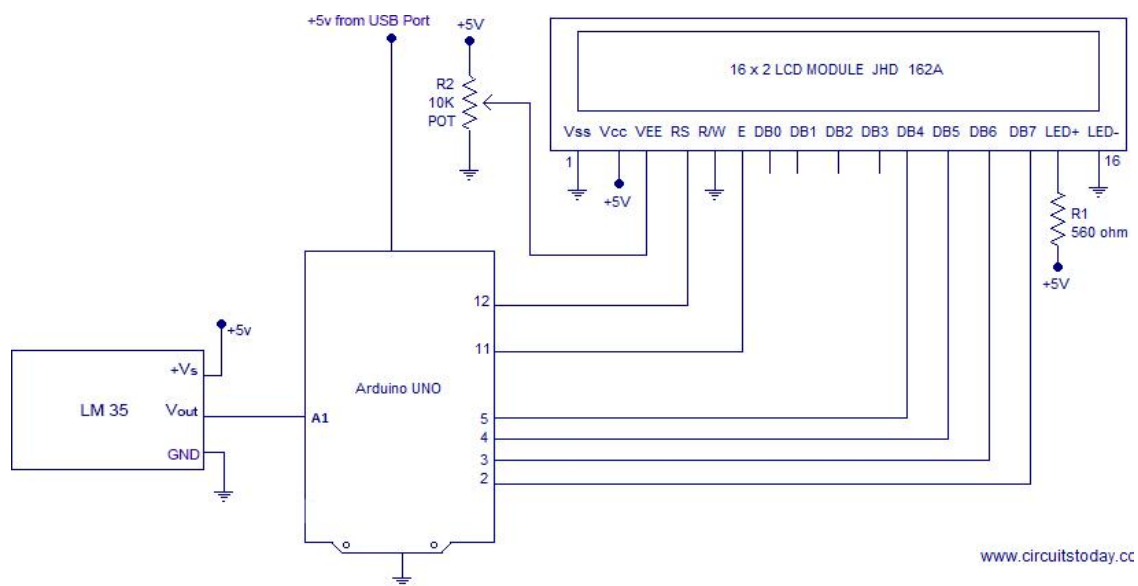 +5v from USB Port
+5V
R2
10K
POT
16 x 2 LCD MODULE JHD 162A
Vss Vcc VEE RS R/W E DB0 DB1 DB2 DB3 DB4 DB5 DB6 DB7 LED+ LED-
1
16
+5V
R1
560 ohm
+5V
12
11
+5v
+Vs
LM 35
Vout
GND
A1
Arduino UNO
5
4
3
2
www.circuitstoday.co